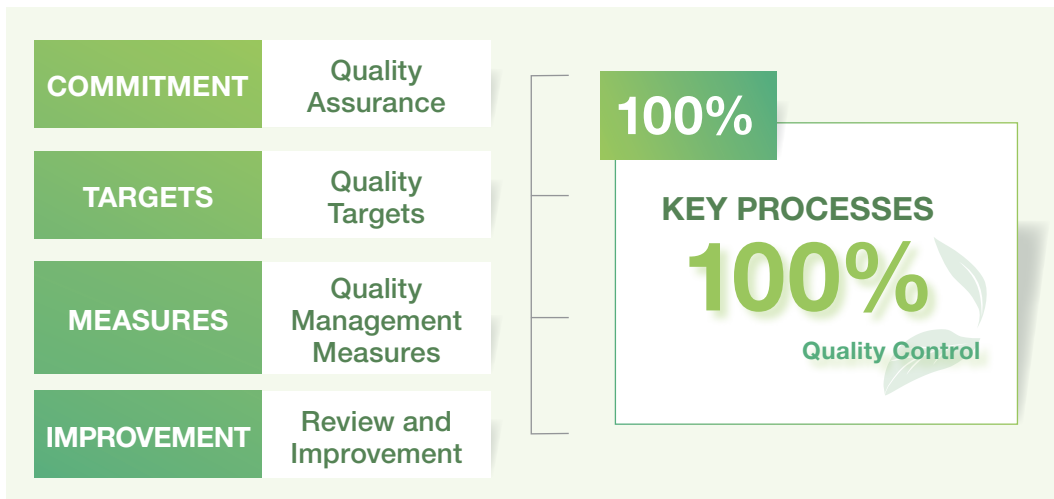 COMMITMENT
Quality
Assurance
TARGETS
Quality
Targets
MEASURES
Quality
Management
Measures
IMPROVEMENT
Review and
Improvement
100%
KEY PROCESSES
100%
Quality Control